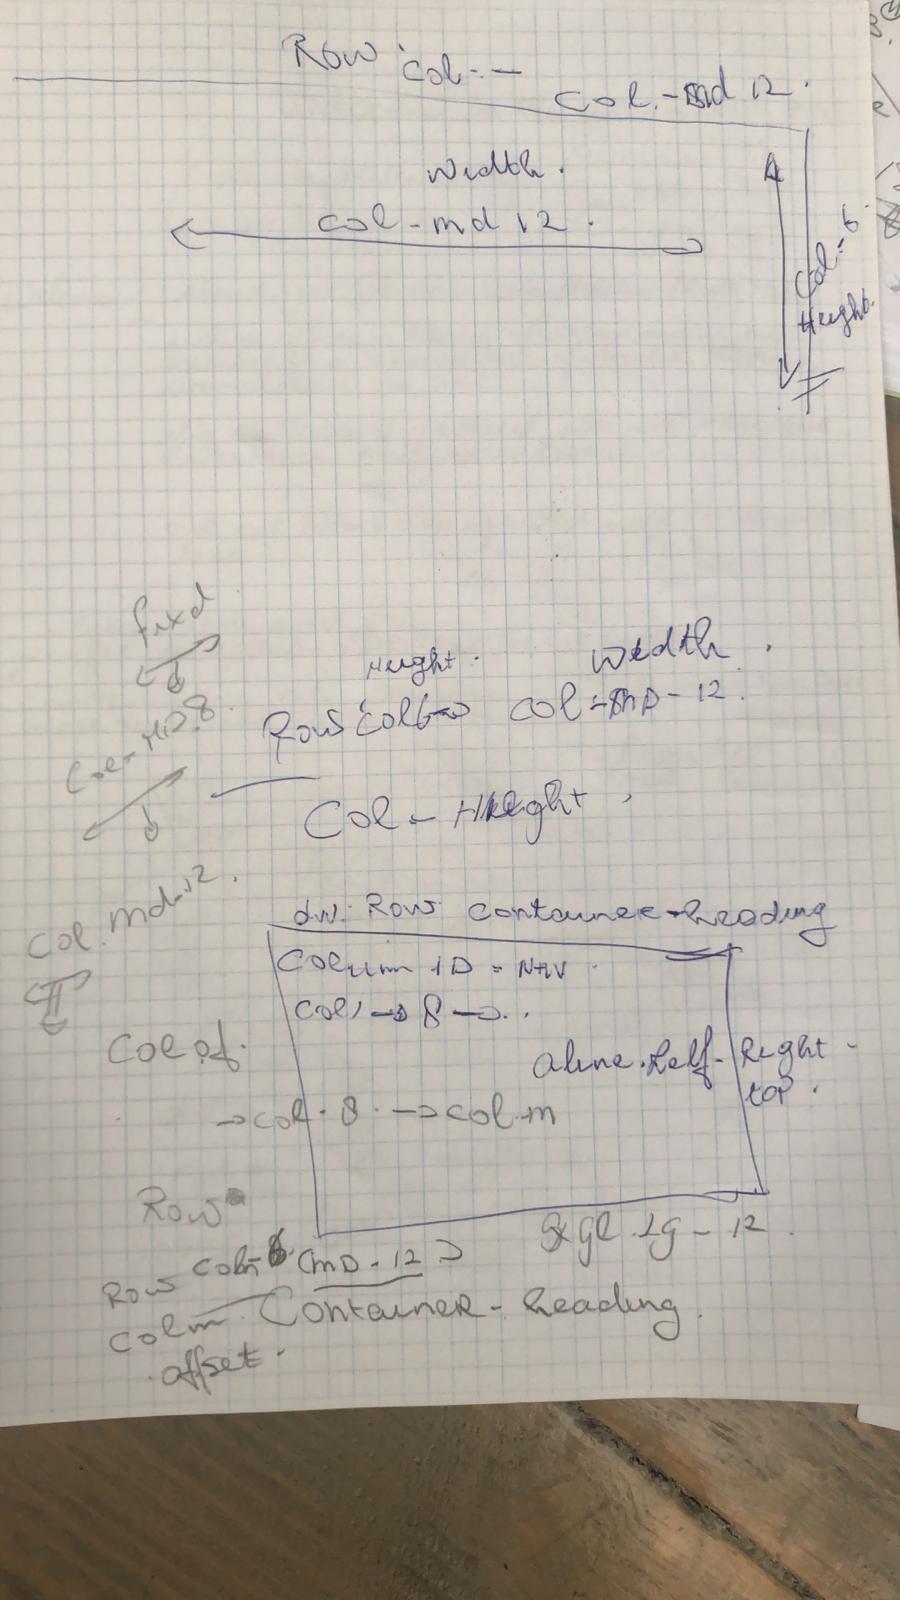 Row
Col--
Col-md 12.
Width.
Col-md 12.
Col-6
Height.
fixd
Height.
Width.
Row Col6
Col-mD-12.
Col-MD.8
Col-Height
Col.md-12.
div. Row Container-heading
Column ID = NAV
Col → 8 →..
Col of.
Aline.Self-Right-
top.
→ col.8. → col.m
Row
lg-12
Row Col-6 (mD-12)
Colm Container-heading.
offset.